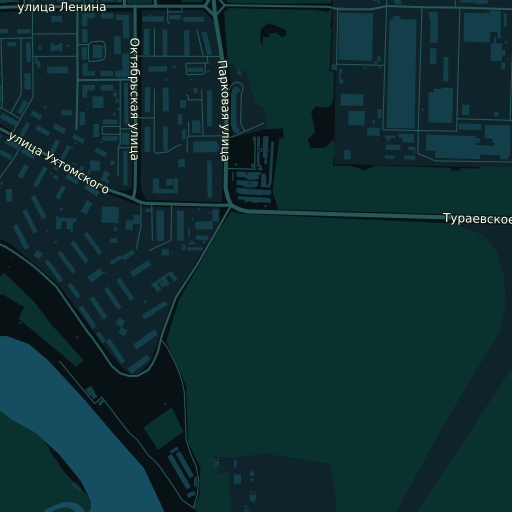 улица Ленина
Октябрьская улица
Парковая улица
улица Ухтомского
Тураевское